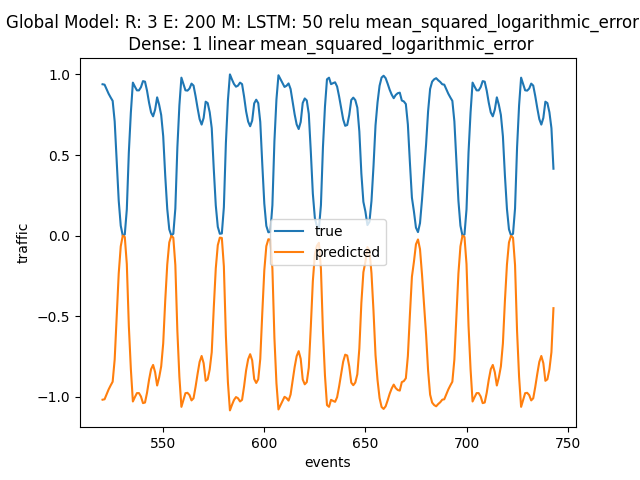 Global Model: R: 3 E: 200 M: LSTM: 50 relu mean_squared_logarithmic_error
Dense: 1 linear mean_squared_logarithmic_error
1.0
0.5
0.0
−0.5
−1.0
traffic
true
predicted
550
600
650
700
750
events